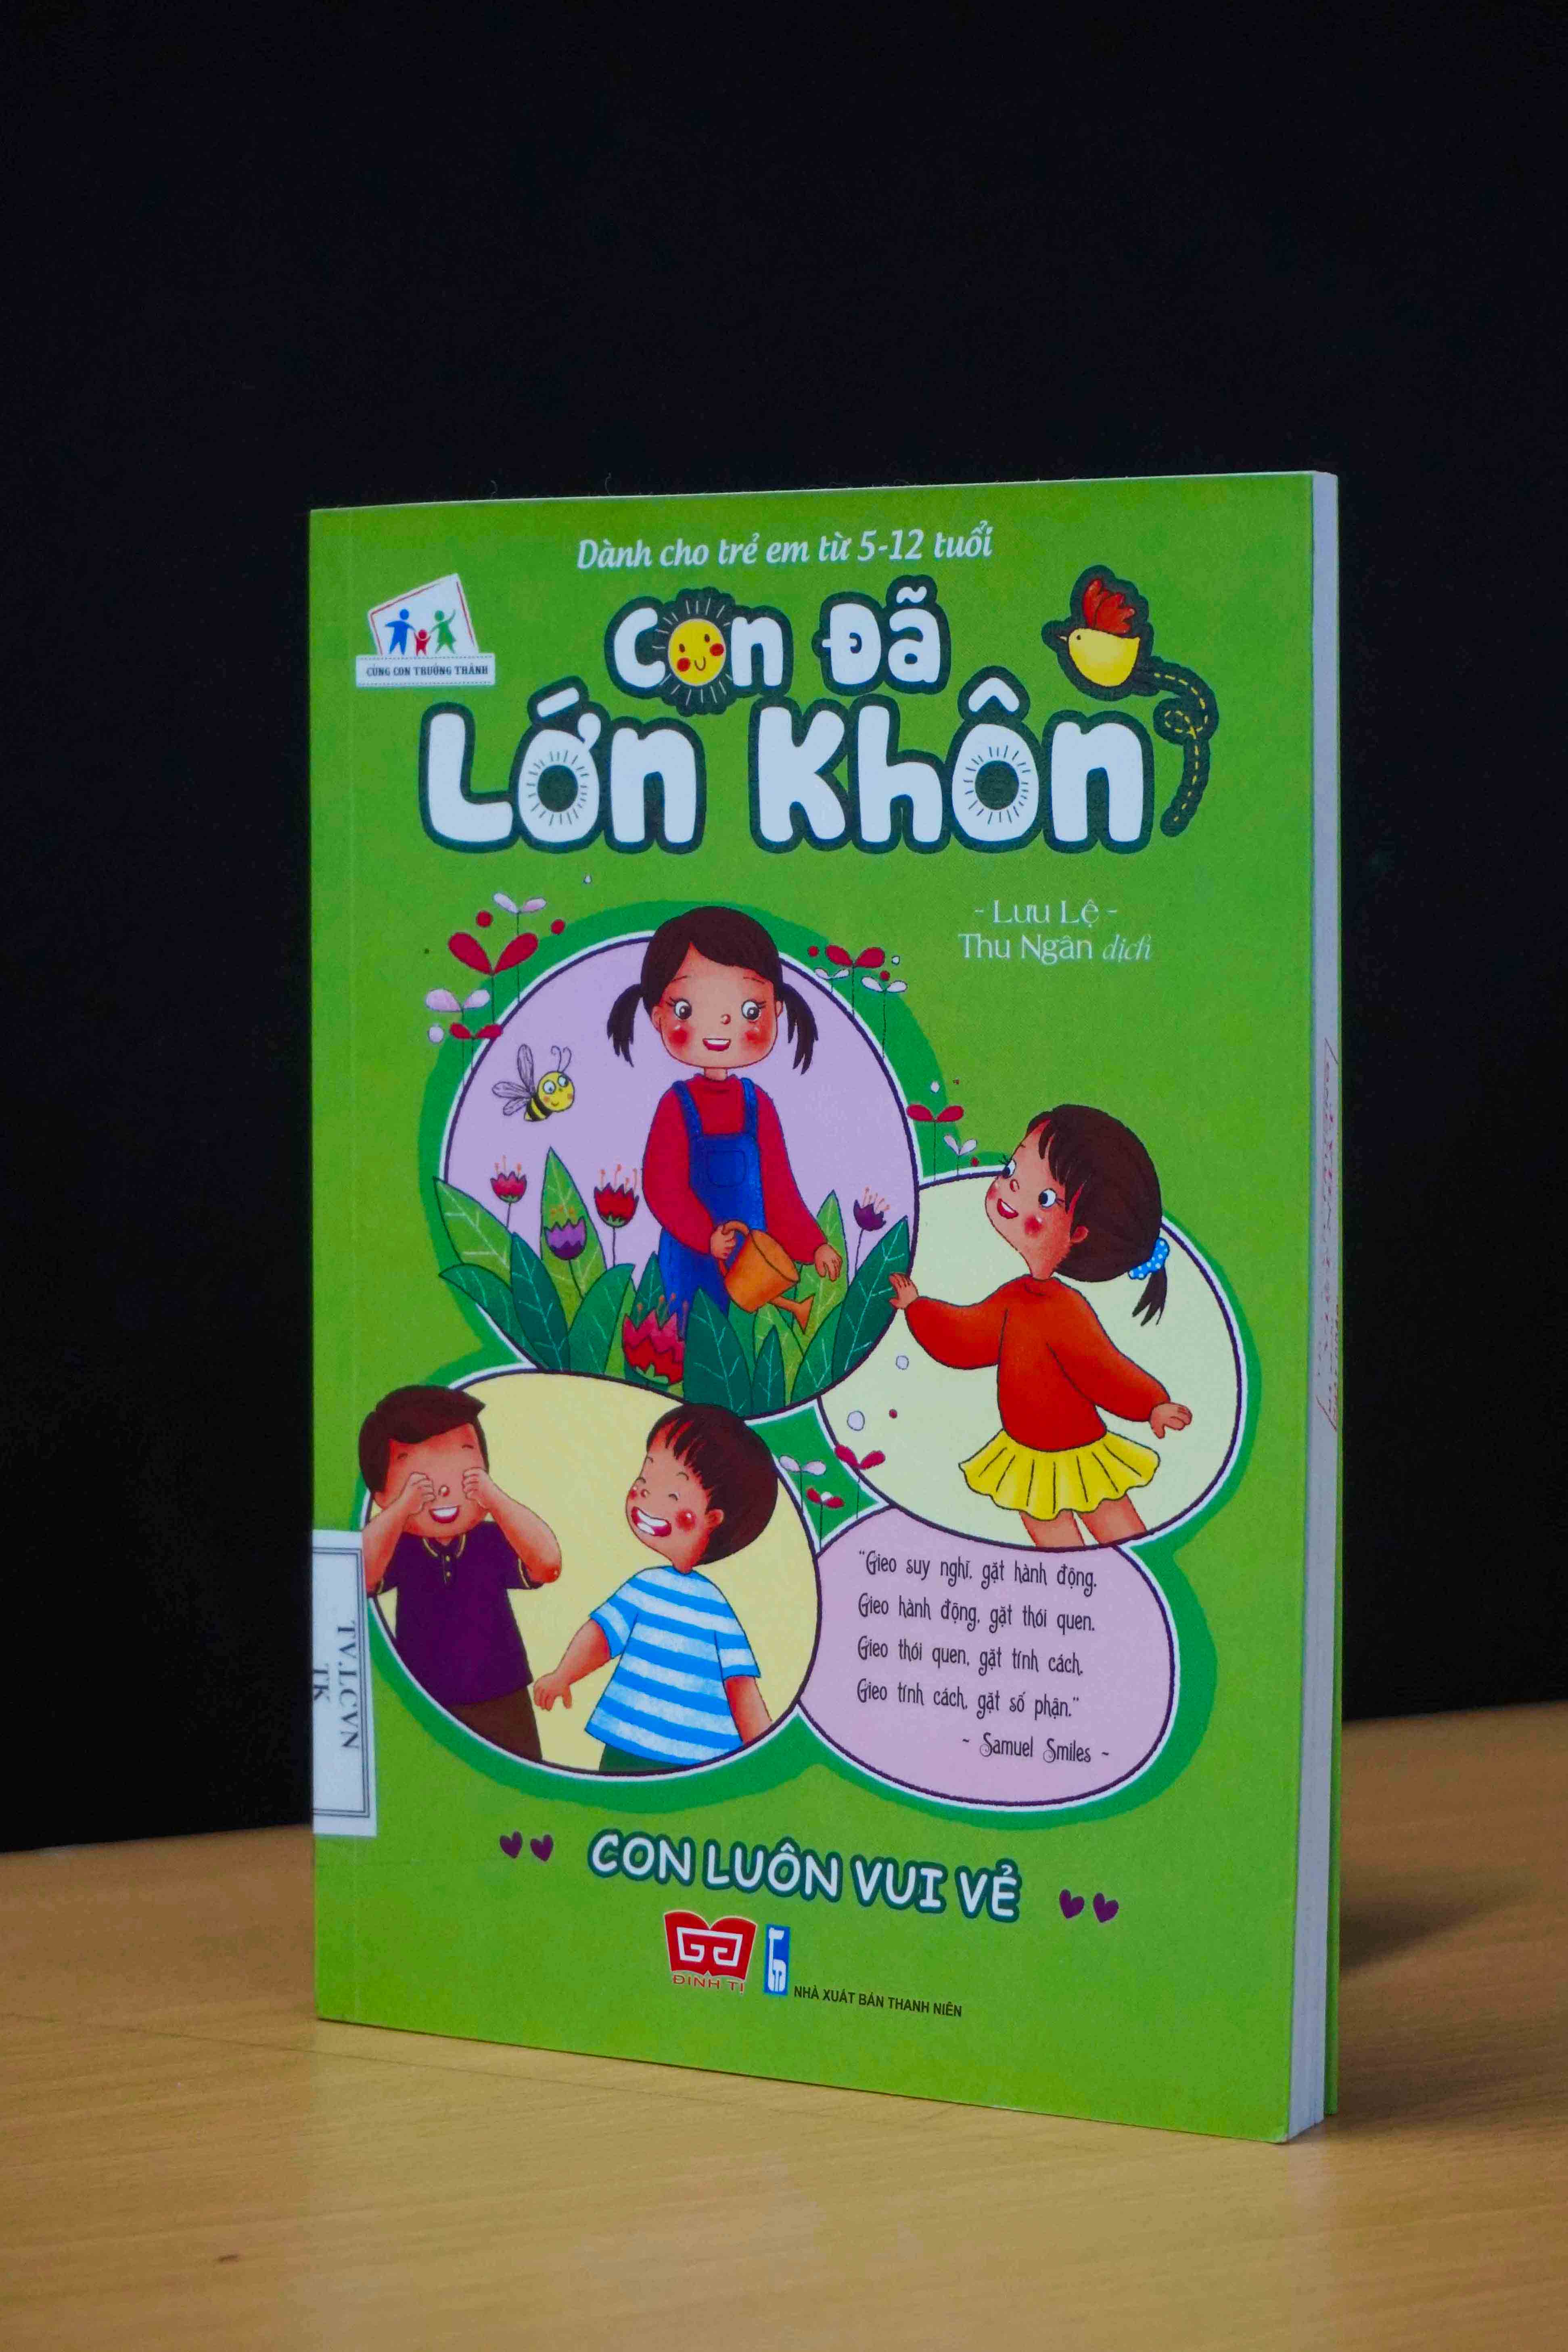 Dành cho trẻ em từ 5-12 tuổi
CÙNG CON TRƯỞNG THÀNH
Con Đã
Lớn Khôn
- Lưu Lệ -
Thu Ngân dịch
"Gieo suy nghĩ, gặt hành động.
Gieo hành động, gặt thói quen.
Gieo thói quen, gặt tính cách.
Gieo tính cách, gặt số phận."
~ Samuel Smiles ~
TV.LCVN
TK
CON LUÔN VUI VẺ
ĐINH TỊ
NHÀ XUẤT BẢN THANH NIÊN